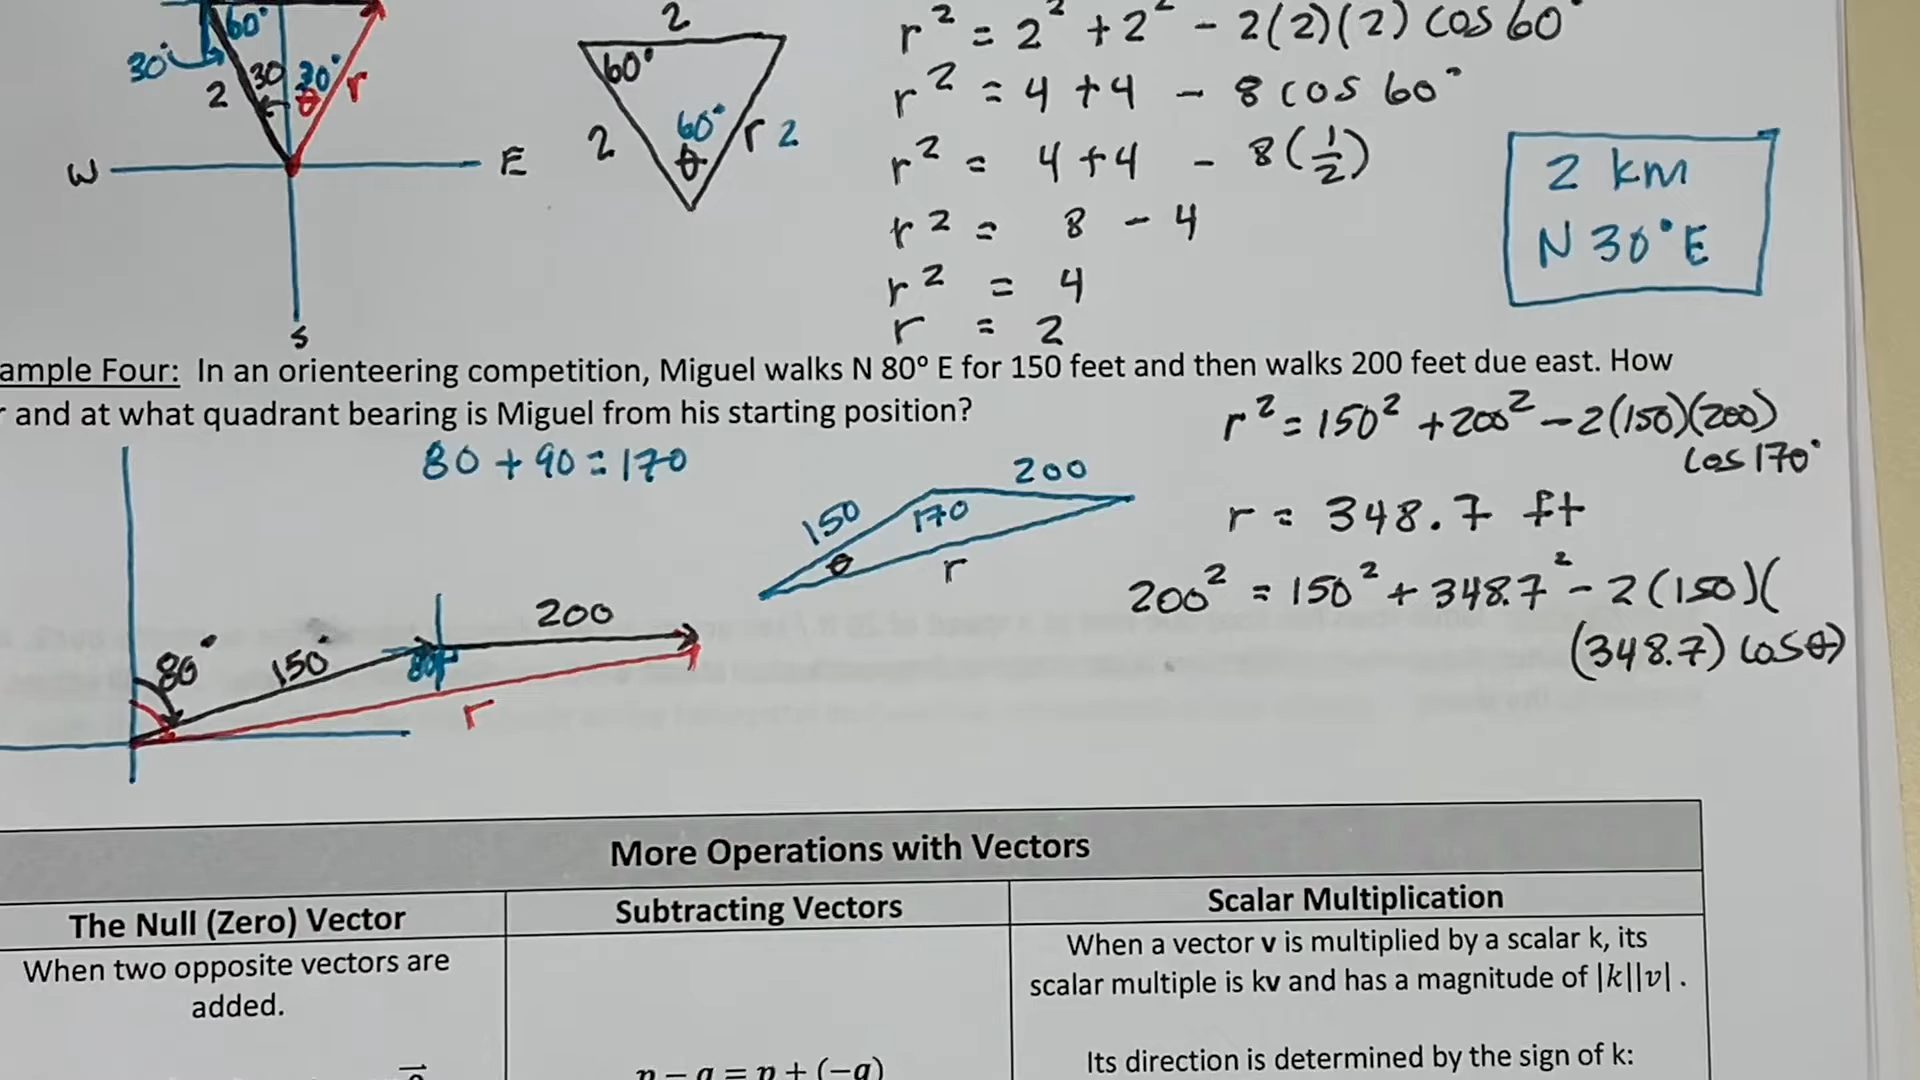 60°
30°
30
30°
θ
2
r
W
E
S
2
60°
60°
θ
2
r 2
r² = 2² + 2² - 2(2)(2) cos 60°
r² = 4 + 4 - 8 cos 60°
r² = 4 + 4 - 8(1/2)
r² = 8 - 4
r² = 4
r = 2
2 km
N 30° E
ample Four: In an orienteering competition, Miguel walks N 80° E for 150 feet and then walks 200 feet due east. How
r and at what quadrant bearing is Miguel from his starting position?
80 + 90 = 170
80°
150
80
200
r
150
200
170
θ
r
r² = 150² + 200² - 2(150)(200)
cos 170°
r = 348.7 ft
200² = 150² + 348.7² - 2(150)(
(348.7) cos θ)
More Operations with Vectors
The Null (Zero) Vector
Subtracting Vectors
Scalar Multiplication
When two opposite vectors are
added.
When a vector v is multiplied by a scalar k, its
scalar multiple is kv and has a magnitude of |k||v|.
p − q = p + (−q)
Its direction is determined by the sign of k: